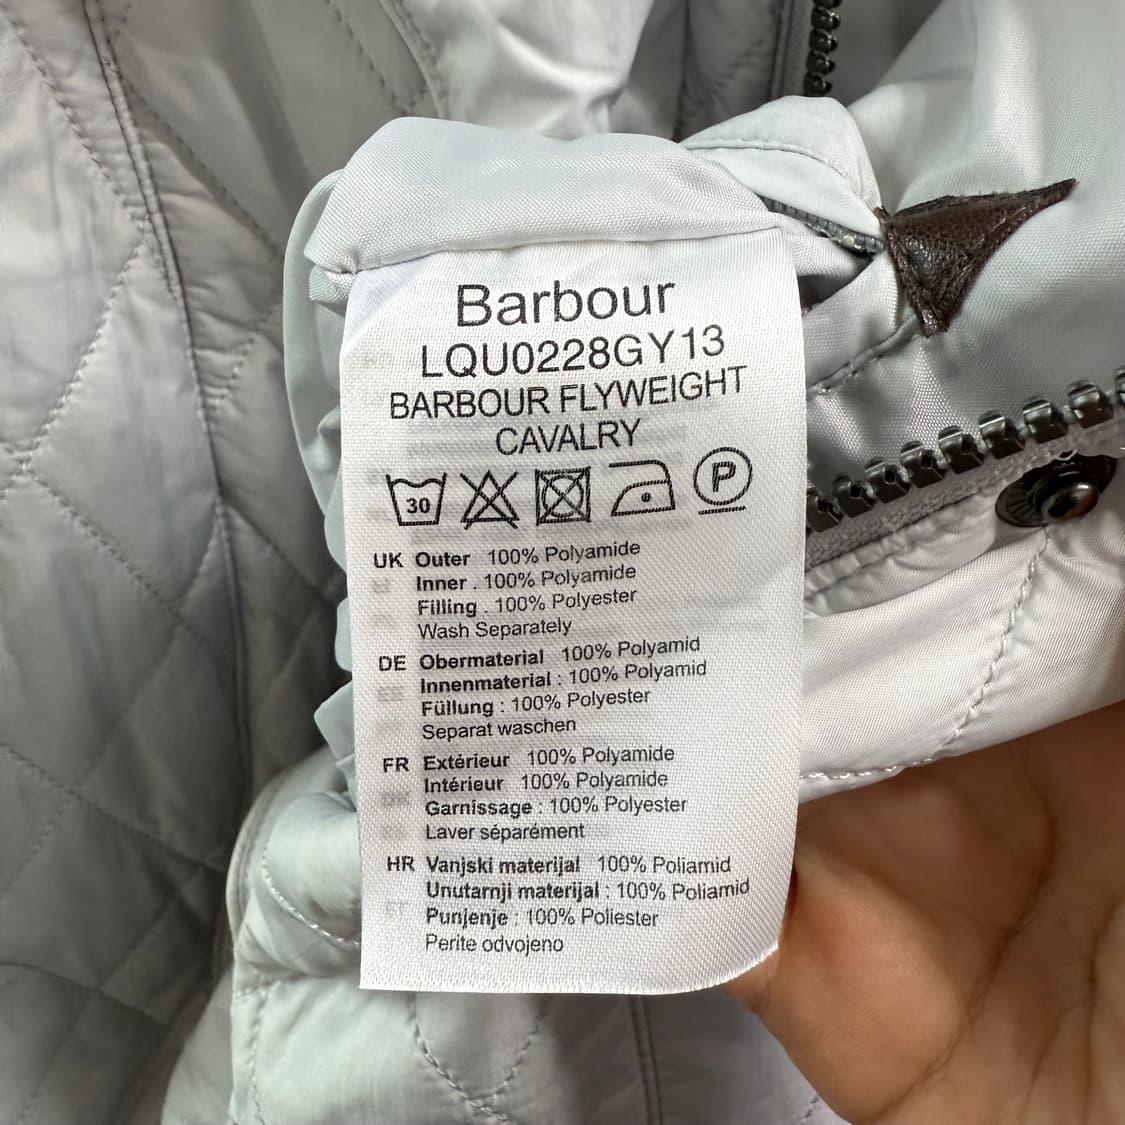 Barbour
LQU0228GY13
BARBOUR FLYWEIGHT
CAVALRY
30 P
UK Outer 100% Polyamide
Inner . 100% Polyamide
Filling . 100% Polyester
Wash Separately
DE Obermaterial 100% Polyamid
Innenmaterial : 100% Polyamid
Füllung : 100% Polyester
Separat waschen
FR Extérieur 100% Polyamide
Intérieur 100% Polyamide
Garnissage : 100% Polyester
Laver séparément
HR Vanjski materijal 100% Poliamid
Unutarnji materijal : 100% Poliamid
Punjenje : 100% Poliester
Perite odvojeno